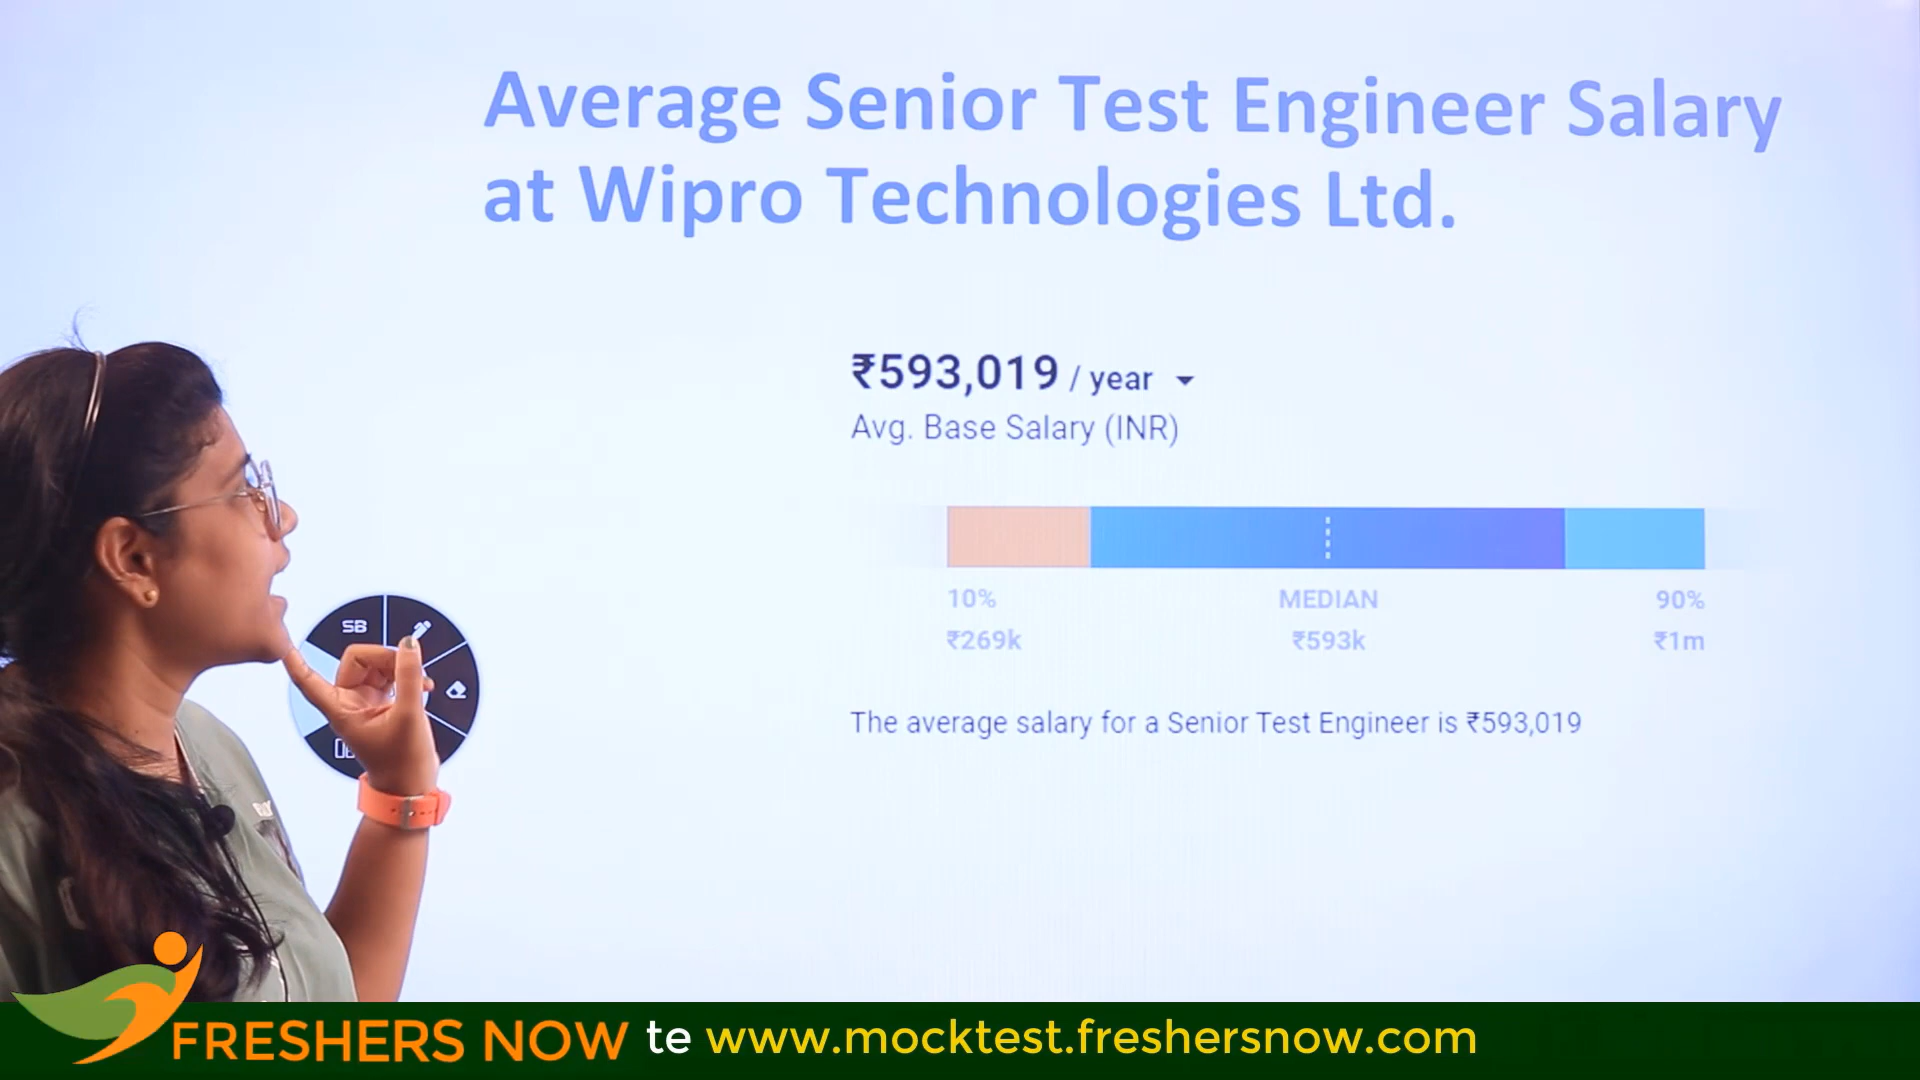 Average Senior Test Engineer Salary
at Wipro Technologies Ltd.
₹593,019 / year
Avg. Base Salary (INR)
10% MEDIAN 90%
₹269k ₹593k ₹1m
The average salary for a Senior Test Engineer is ₹593,019
SB
FRESHERS NOW te www.mocktest.freshersnow.com